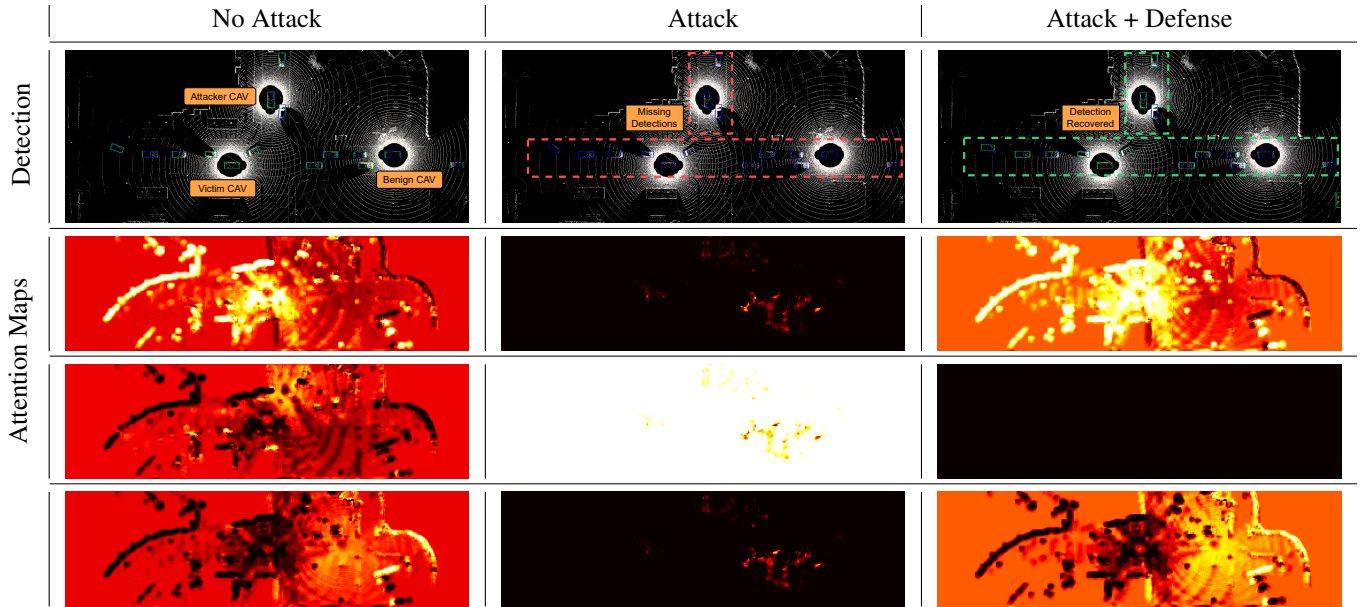 No Attack
Attack
Attack + Defense
Detection
Attacker CAV
Victim CAV
Benign CAV
Missing
Detections
Detection
Recovered
Attention Maps